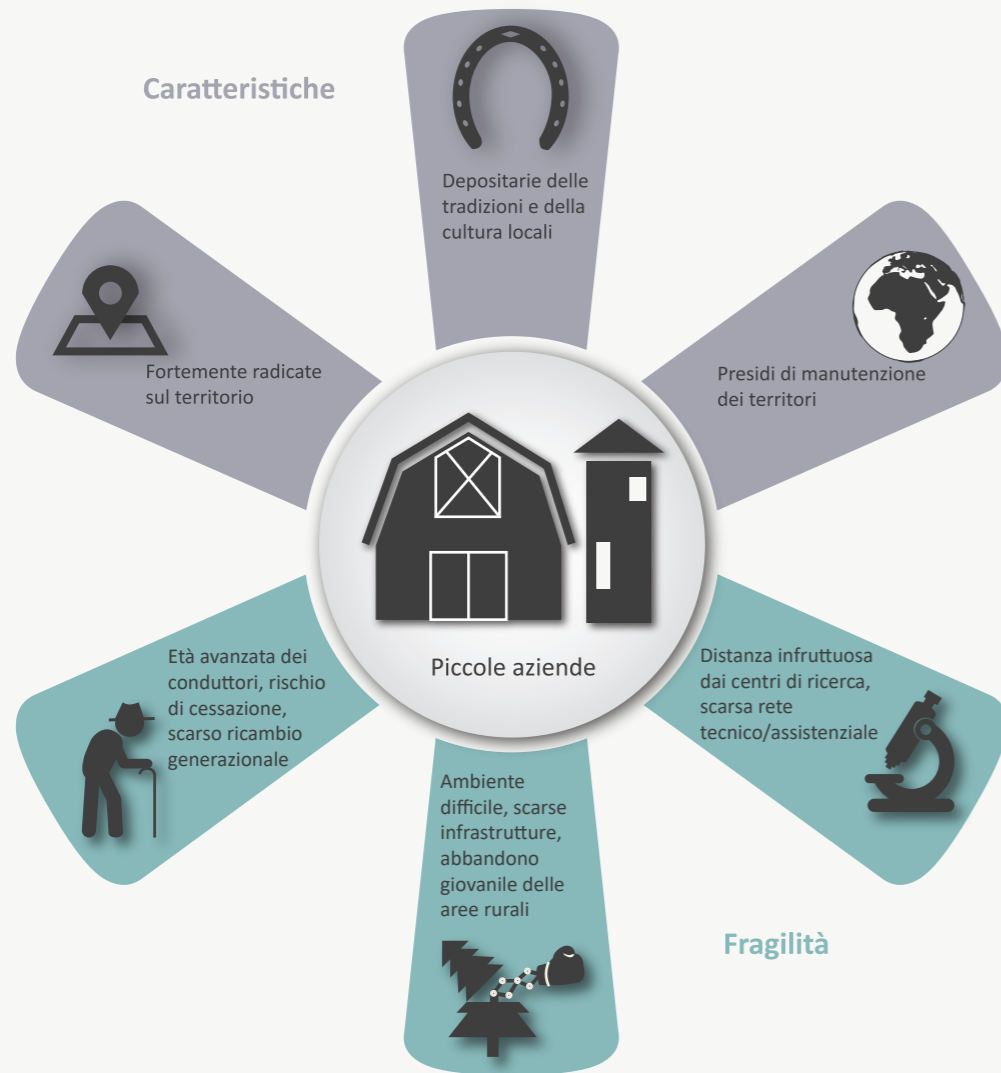 Caratteristiche
Depositarie delle
tradizioni e della
cultura locali
Fortemente radicate
sul territorio
Presidi di manutenzione
dei territori
Piccole aziende
Età avanzata dei
conduttori, rischio
di cessazione,
scarso ricambio
generazionale
Distanza infruttuosa
dai centri di ricerca,
scarsa rete
tecnico/assistenziale
Ambiente
difficile, scarse
infrastrutture,
abbandono
giovanile delle
aree rurali
Fragilità